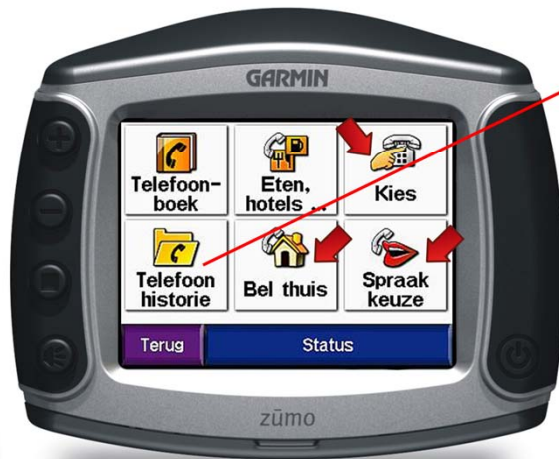 GARMIN
Telefoon-
boek
Eten,
hotels ...
Kies
Telefoon
historie
Bel thuis
Spraak
keuze
Terug
Status
zūmo